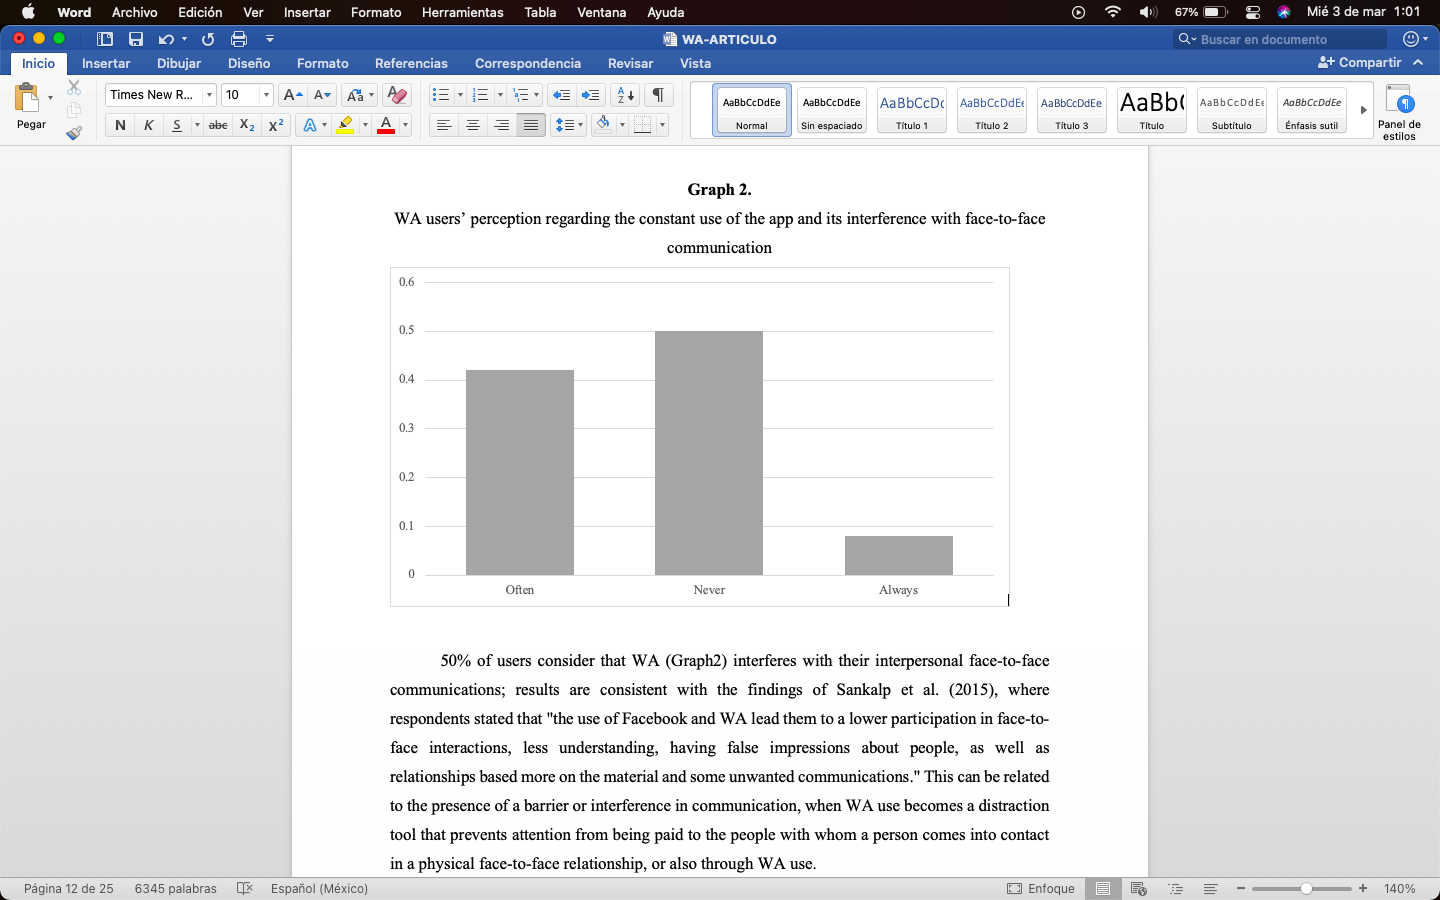 Word Archivo Edición Ver Insertar Formato Herramientas Tabla Ventana Ayuda 67% Mié 3 de mar 1:01
WA-ARTICULO Buscar en documento
Inicio Insertar Dibujar Diseño Formato Referencias Correspondencia Revisar Vista Compartir
Pegar
Times New R... 10
N K S abc X2 X2 A A
AaBbCcDdEe AaBbCcDdEe AaBbCcDc AaBbCcDdEe AaBbCcDdEe AaBb( AaBbCcDdEe AaBbCcDdEe
Normal Sin espaciado Título 1 Título 2 Título 3 Título Subtítulo Énfasis sutil
Panel de
estilos
Graph 2.
WA users’ perception regarding the constant use of the app and its interference with face-to-face
communication
0.6
0.5
0.4
0.3
0.2
0.1
0
Often Never Always
50% of users consider that WA (Graph2) interferes with their interpersonal face-to-face
communications; results are consistent with the findings of Sankalp et al. (2015), where
respondents stated that "the use of Facebook and WA lead them to a lower participation in face-to-
face interactions, less understanding, having false impressions about people, as well as
relationships based more on the material and some unwanted communications." This can be related
to the presence of a barrier or interference in communication, when WA use becomes a distraction
tool that prevents attention from being paid to the people with whom a person comes into contact
in a physical face-to-face relationship, or also through WA use.
Página 12 de 25 6345 palabras Español (México) Enfoque 140%